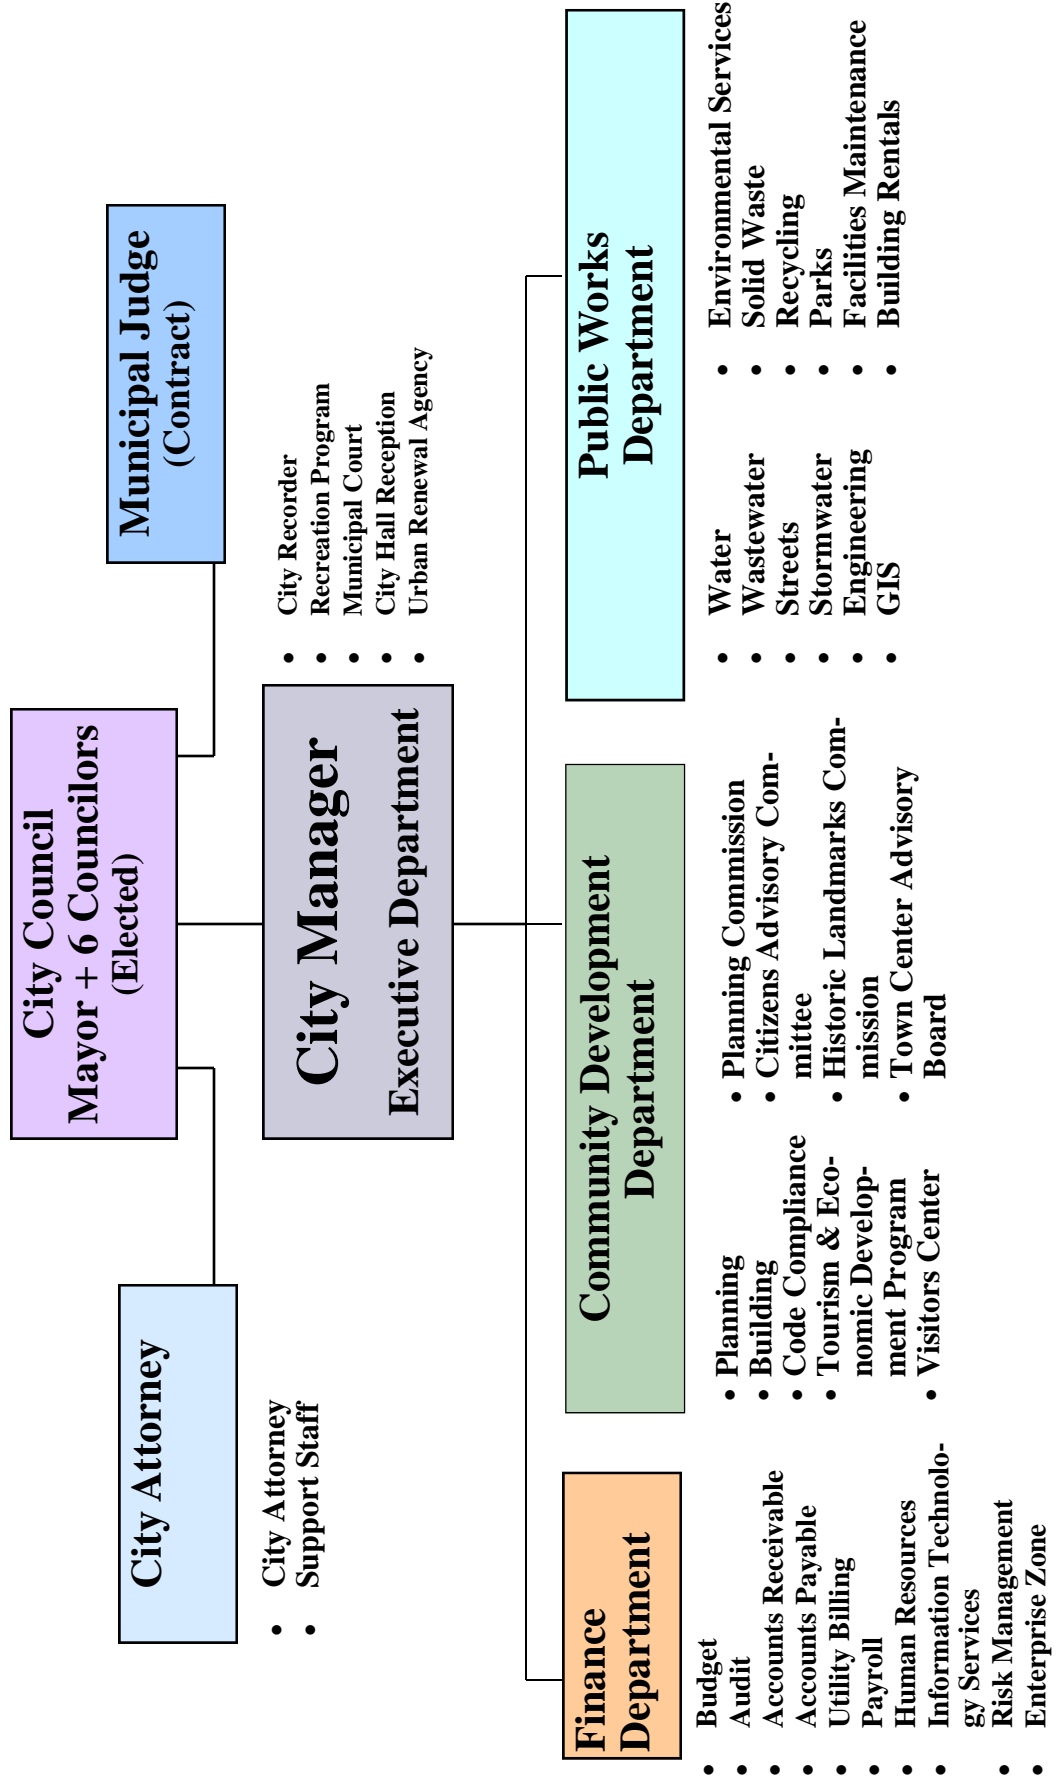 City Council
Mayor + 6 Councilors
(Elected)
City Attorney
• City Attorney
• Support Staff
Municipal Judge
(Contract)
City Manager
Executive Department
• City Recorder
• Recreation Program
• Municipal Court
• City Hall Reception
• Urban Renewal Agency
Finance
Department
• Budget
• Audit
• Accounts Receivable
• Accounts Payable
• Utility Billing
• Payroll
• Human Resources
• Information Technolo-
gy Services
• Risk Management
• Enterprise Zone
Community Development
Department
• Planning
• Building
• Code Compliance
• Tourism & Eco-
nomic Develop-
ment Program
• Visitors Center
• Planning Commission
• Citizens Advisory Com-
mittee
• Historic Landmarks Com-
mission
• Town Center Advisory
Board
Public Works
Department
• Water
• Wastewater
• Streets
• Stormwater
• Engineering
• GIS
• Environmental Services
• Solid Waste
• Recycling
• Parks
• Facilities Maintenance
• Building Rentals